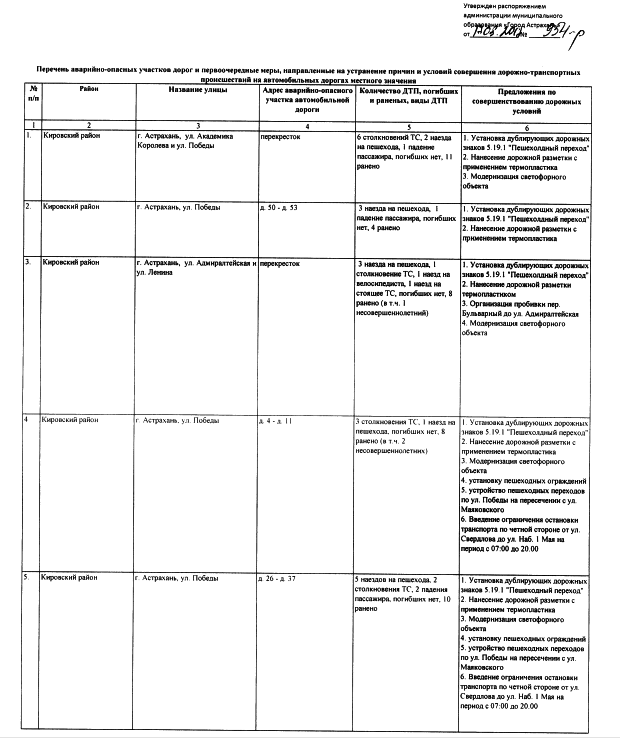 Утвержден распоряжением
администрации муниципального
образования «Город Астрахань»
от №
Перечень аварийно-опасных участков дорог и первоочередные меры, направленные на устранение причин и условий совершения дорожно-транспортных
происшествий на автомобильных дорогах местного значения
№ п/п
Район
Название улицы
Адрес аварийно-опасного
участка автомобильной
дороги
Количество ДТП, погибших
и раненых, виды ДТП
Предложения по
совершенствованию дорожных
условий
1 2 3 4 5 6
1.
Кировский район
г. Астрахань, ул. Академика
Королева и ул. Победы
перекресток
6 столкновений ТС, 2 наезда
на пешехода, 1 падение
пассажира, погибших нет, 11
ранено
1. Установка дублирующих дорожных
знаков 5.19.1 "Пешеходный переход"
2. Нанесение дорожной разметки с
применением термопластика
3. Модернизация светофорного
объекта
2.
Кировский район
г. Астрахань, ул. Победы
д. 50 - д. 53
3 наезда на пешехода, 1
падение пассажира, погибших
нет, 4 ранено
1. Установка дублирующих дорожных
знаков 5.19.1 "Пешеходный переход"
2. Нанесение дорожной разметки с
применением термопластика
3.
Кировский район
г. Астрахань, ул. Адмиралтейская и
ул. Ленина
перекресток
3 наезда на пешехода, 1
столкновение ТС, 1 наезд на
велосипедиста, 1 наезд на
стоящее ТС, погибших нет, 8
ранено (в т.ч. 1
несовершеннолетний)
1. Установка дублирующих дорожных
знаков 5.19.1 "Пешеходный переход"
2. Нанесение дорожной разметки
термопластиком
3. Организация пробивки пер.
Бульварный до ул. Адмиралтейская
4. Модернизация светофорного
объекта
4
Кировский район
г. Астрахань, ул. Победы
д. 4 - д. 11
3 столкновения ТС, 1 наезд на
пешехода, погибших нет, 8
ранено (в т.ч. 2
несовершеннолетних)
1. Установка дублирующих дорожных
знаков 5.19.1 "Пешеходный переход"
2. Нанесение дорожной разметки с
применением термопластика
3. Модернизация светофорного
объекта
4. установку пешеходных ограждений
5. устройство пешеходных переходов
по ул. Победы на пересечении с ул.
Маяковского
6. Введение ограничения остановки
транспорта по четной стороне от ул.
Свердлова до ул. Наб. 1 Мая на
период с 07:00 до 20.00
5.
Кировский район
г. Астрахань, ул. Победы
д. 26 - д. 37
5 наездов на пешехода, 2
столкновения ТС, 2 падения
пассажира, погибших нет, 10
ранено
1. Установка дублирующих дорожных
знаков 5.19.1 "Пешеходный переход"
2. Нанесение дорожной разметки с
применением термопластика
3. Модернизация светофорного
объекта
4. установку пешеходных ограждений
5. устройство пешеходных переходов
по ул. Победы на пересечении с ул.
Маяковского
6. Введение ограничения остановки
транспорта по четной стороне от ул.
Свердлова до ул. Наб. 1 Мая на
период с 07:00 до 20.00